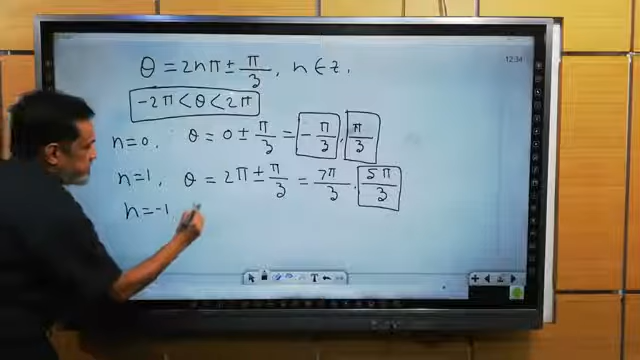 θ = 2nπ ± π/3, n ∈ z.
12:34
-2π < θ < 2π
n=0, θ = 0 ± π/3 = -π/3, π/3
n=1, θ = 2π ± π/3 = 7π/3, 5π/3
n=-1,
T